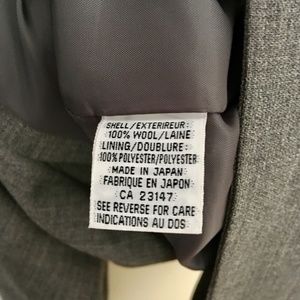 SHELL/EXTERIREUR:
100% WOOL/LAINE
LINING/DOUBLURE:
100% POLYESTER/POLYESTER
MADE IN JAPAN
FABRIQUE EN JAPON
CA 23147
SEE REVERSE FOR CARE
INDICATIONS AU DOS